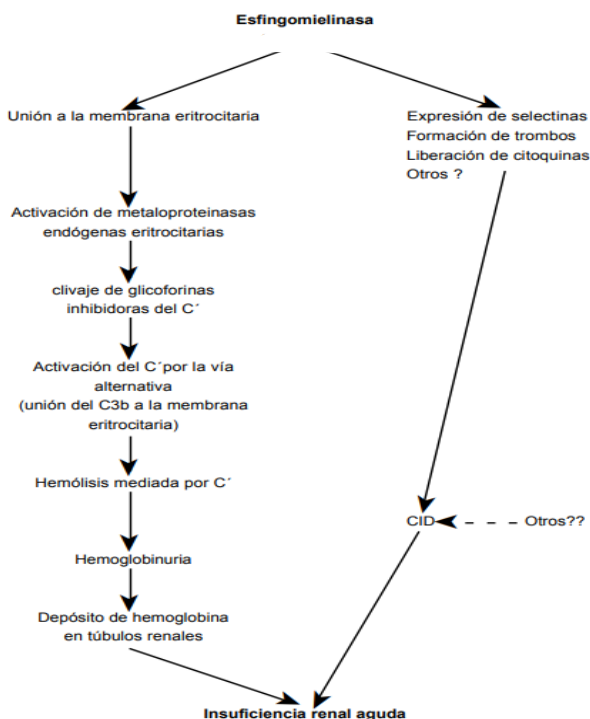 Esfingomielinasa
Unión a la membrana eritrocitaria
Activación de metaloproteinasas
endógenas eritrocitarias
clivaje de glicoforinas
inhibidoras del C´
Activación del C´por la vía
alternativa
(unión del C3b a la membrana
eritrocitaria)
Hemólisis mediada por C´
Hemoglobinuria
Depósito de hemoglobina
en túbulos renales
Expresión de selectinas
Formación de trombos
Liberación de citoquinas
Otros ?
CID
Otros??
Insuficiencia renal aguda